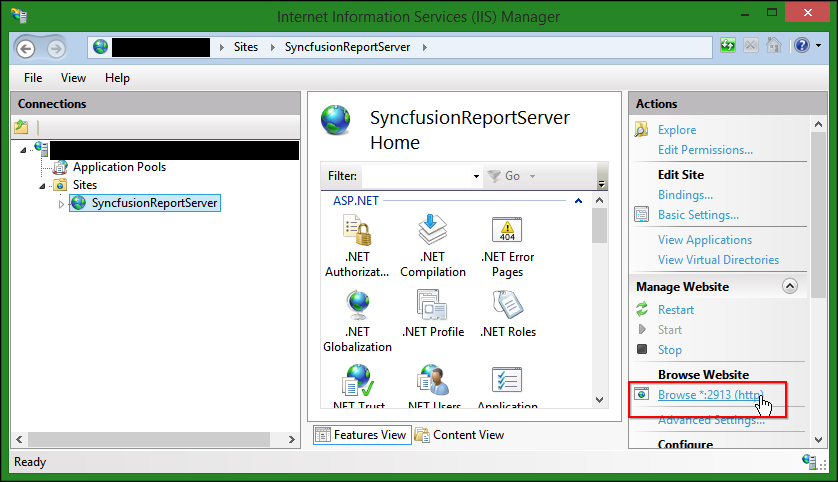 Internet Information Services (IIS) Manager
Sites
SyncfusionReportServer
File View Help
Connections
Application Pools
Sites
SyncfusionReportServer
SyncfusionReportServer
Home
Filter: Go
ASP.NET
.NET Authorizat...
.NET Compilation
.NET Error Pages
.NET Globalization
.NET Profile
.NET Roles
.NET Trust
.NET Users
Application
Features View
Content View
Actions
Explore
Edit Permissions...
Edit Site
Bindings...
Basic Settings...
View Applications
View Virtual Directories
Manage Website
Restart
Start
Stop
Browse Website
Browse *:2913 (http)
Advanced Settings...
Configure
Ready